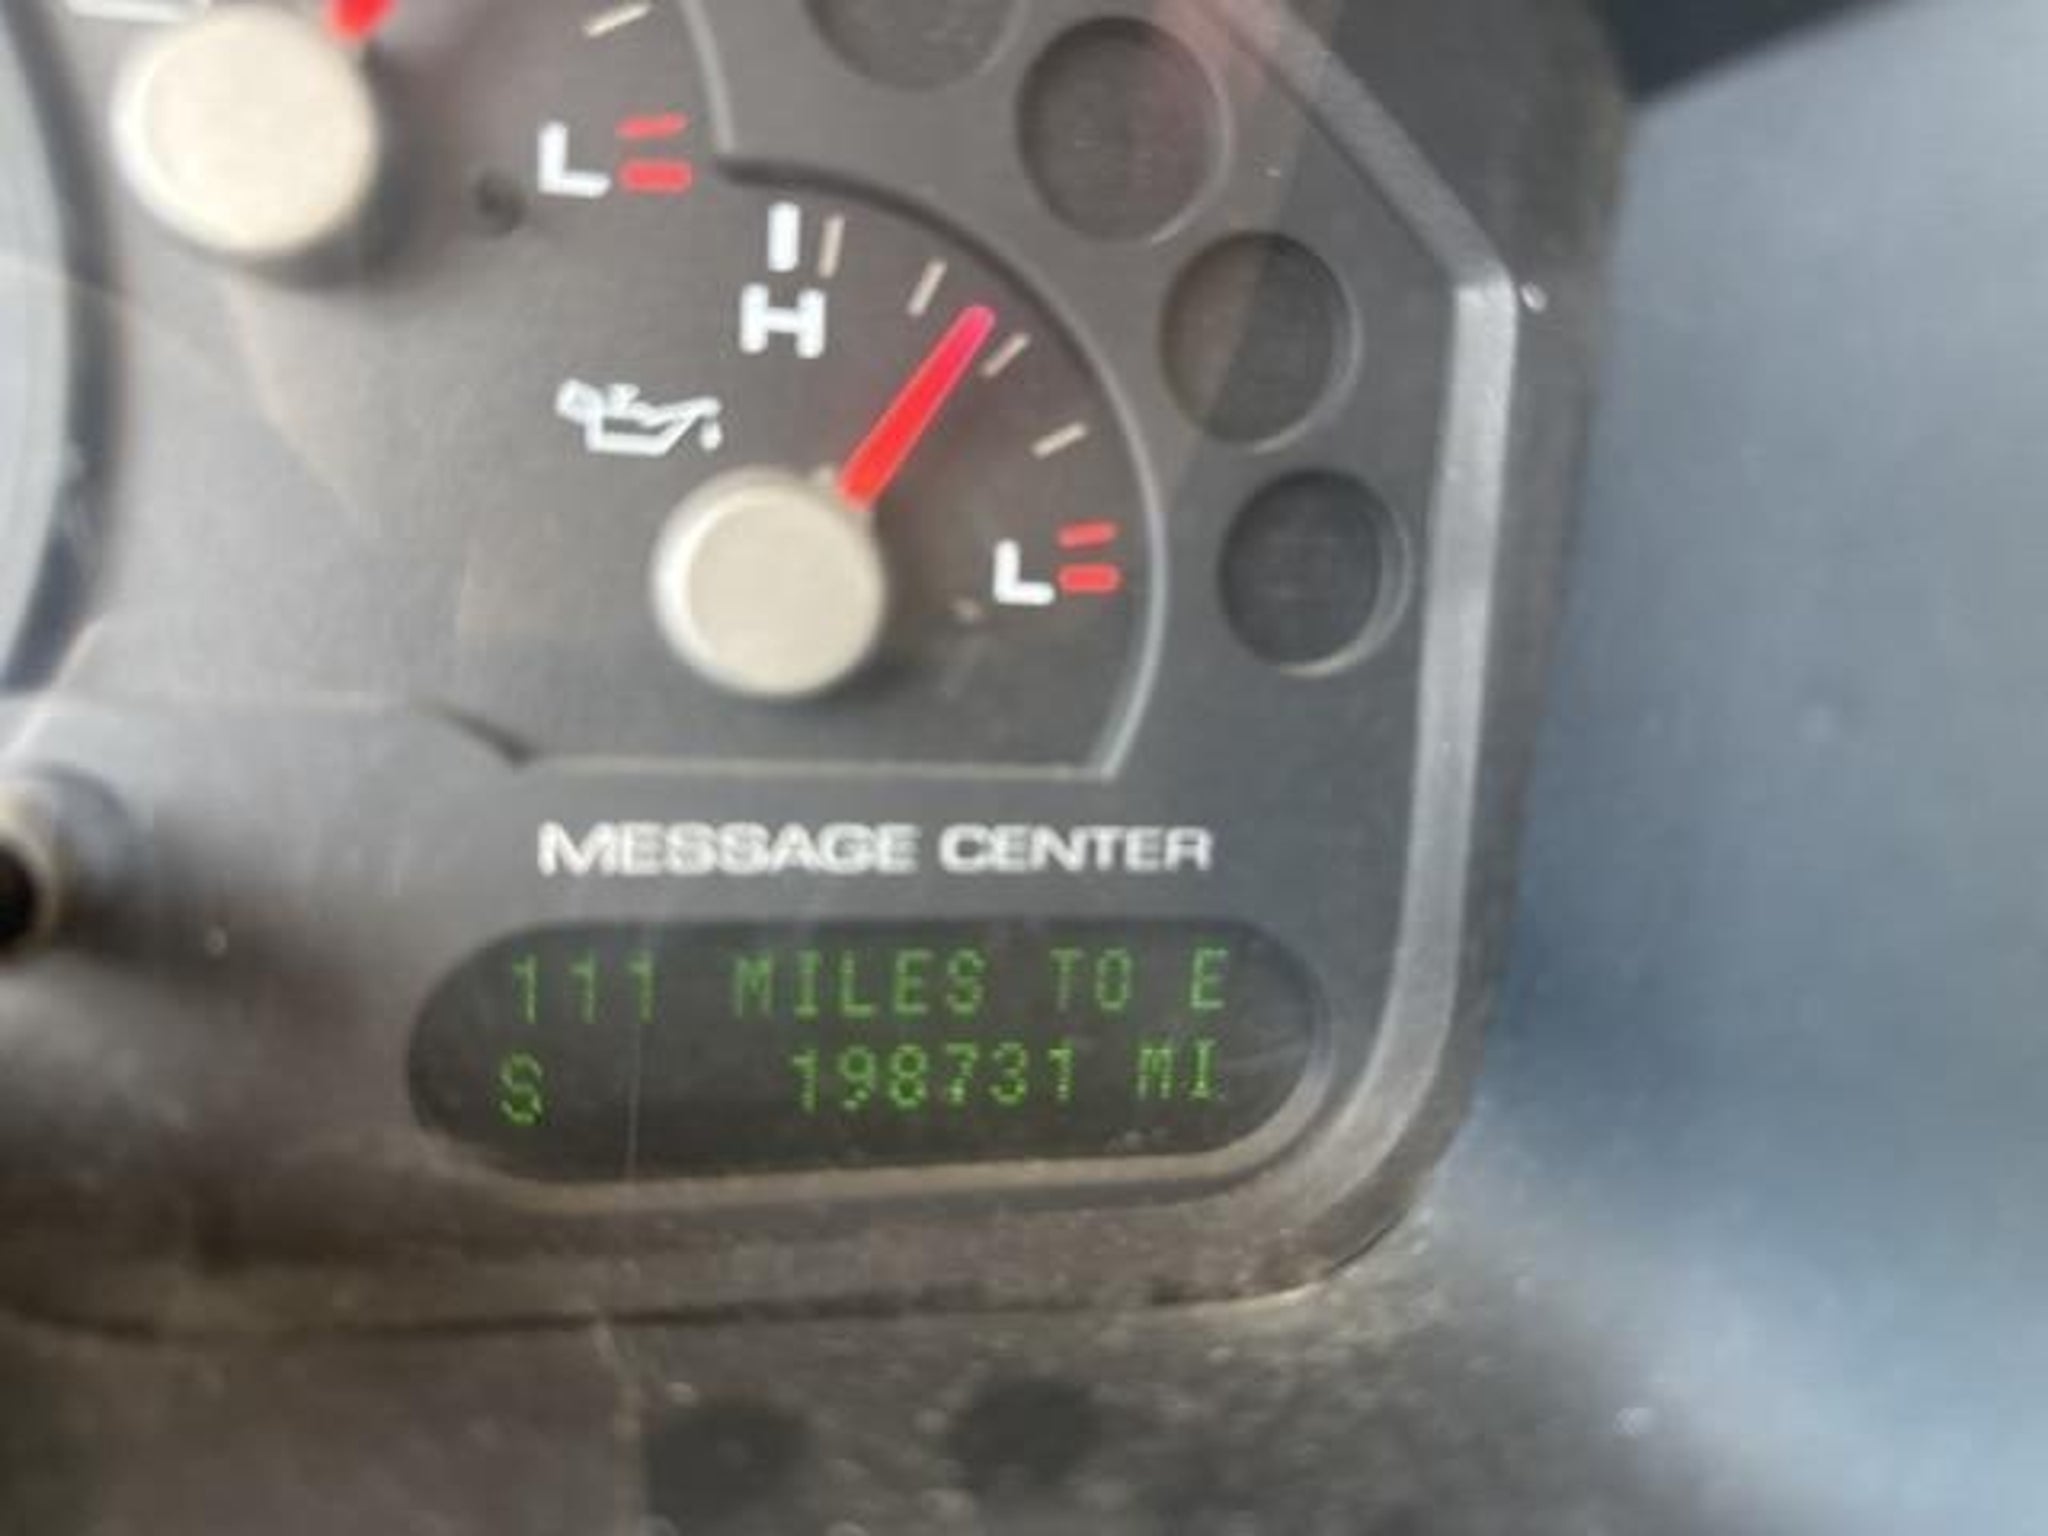 L
H
L
MESSAGE CENTER
111 MILES TO E
S 198731 MI